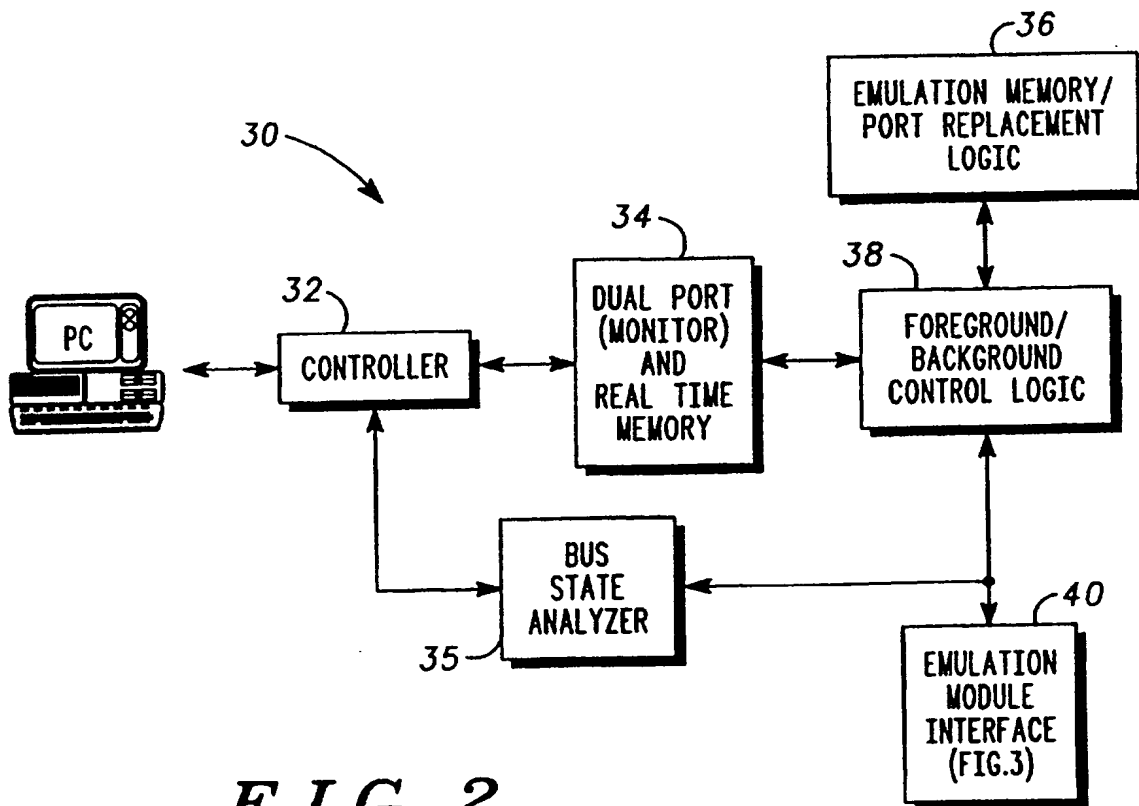 36
EMULATION MEMORY/
PORT REPLACEMENT
LOGIC
30
34
DUAL PORT
(MONITOR)
AND
REAL TIME
MEMORY
38
FOREGROUND/
BACKGROUND
CONTROL LOGIC
32
CONTROLLER
PC
BUS
STATE
ANALYZER
35
40
EMULATION
MODULE
INTERFACE
(FIG.3)
FIG. 2